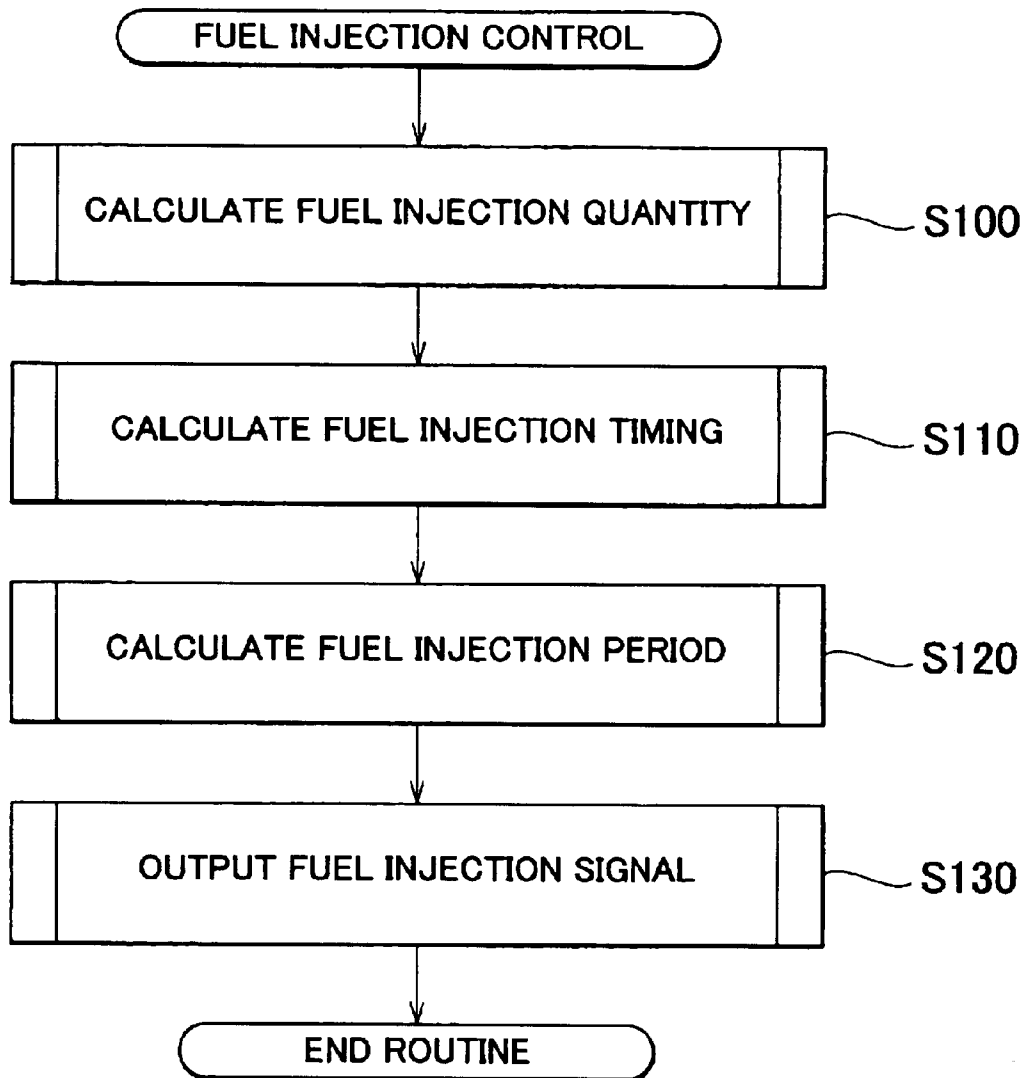 FUEL INJECTION CONTROL
CALCULATE FUEL INJECTION QUANTITY
S100
CALCULATE FUEL INJECTION TIMING
S110
CALCULATE FUEL INJECTION PERIOD
S120
OUTPUT FUEL INJECTION SIGNAL
S130
END ROUTINE